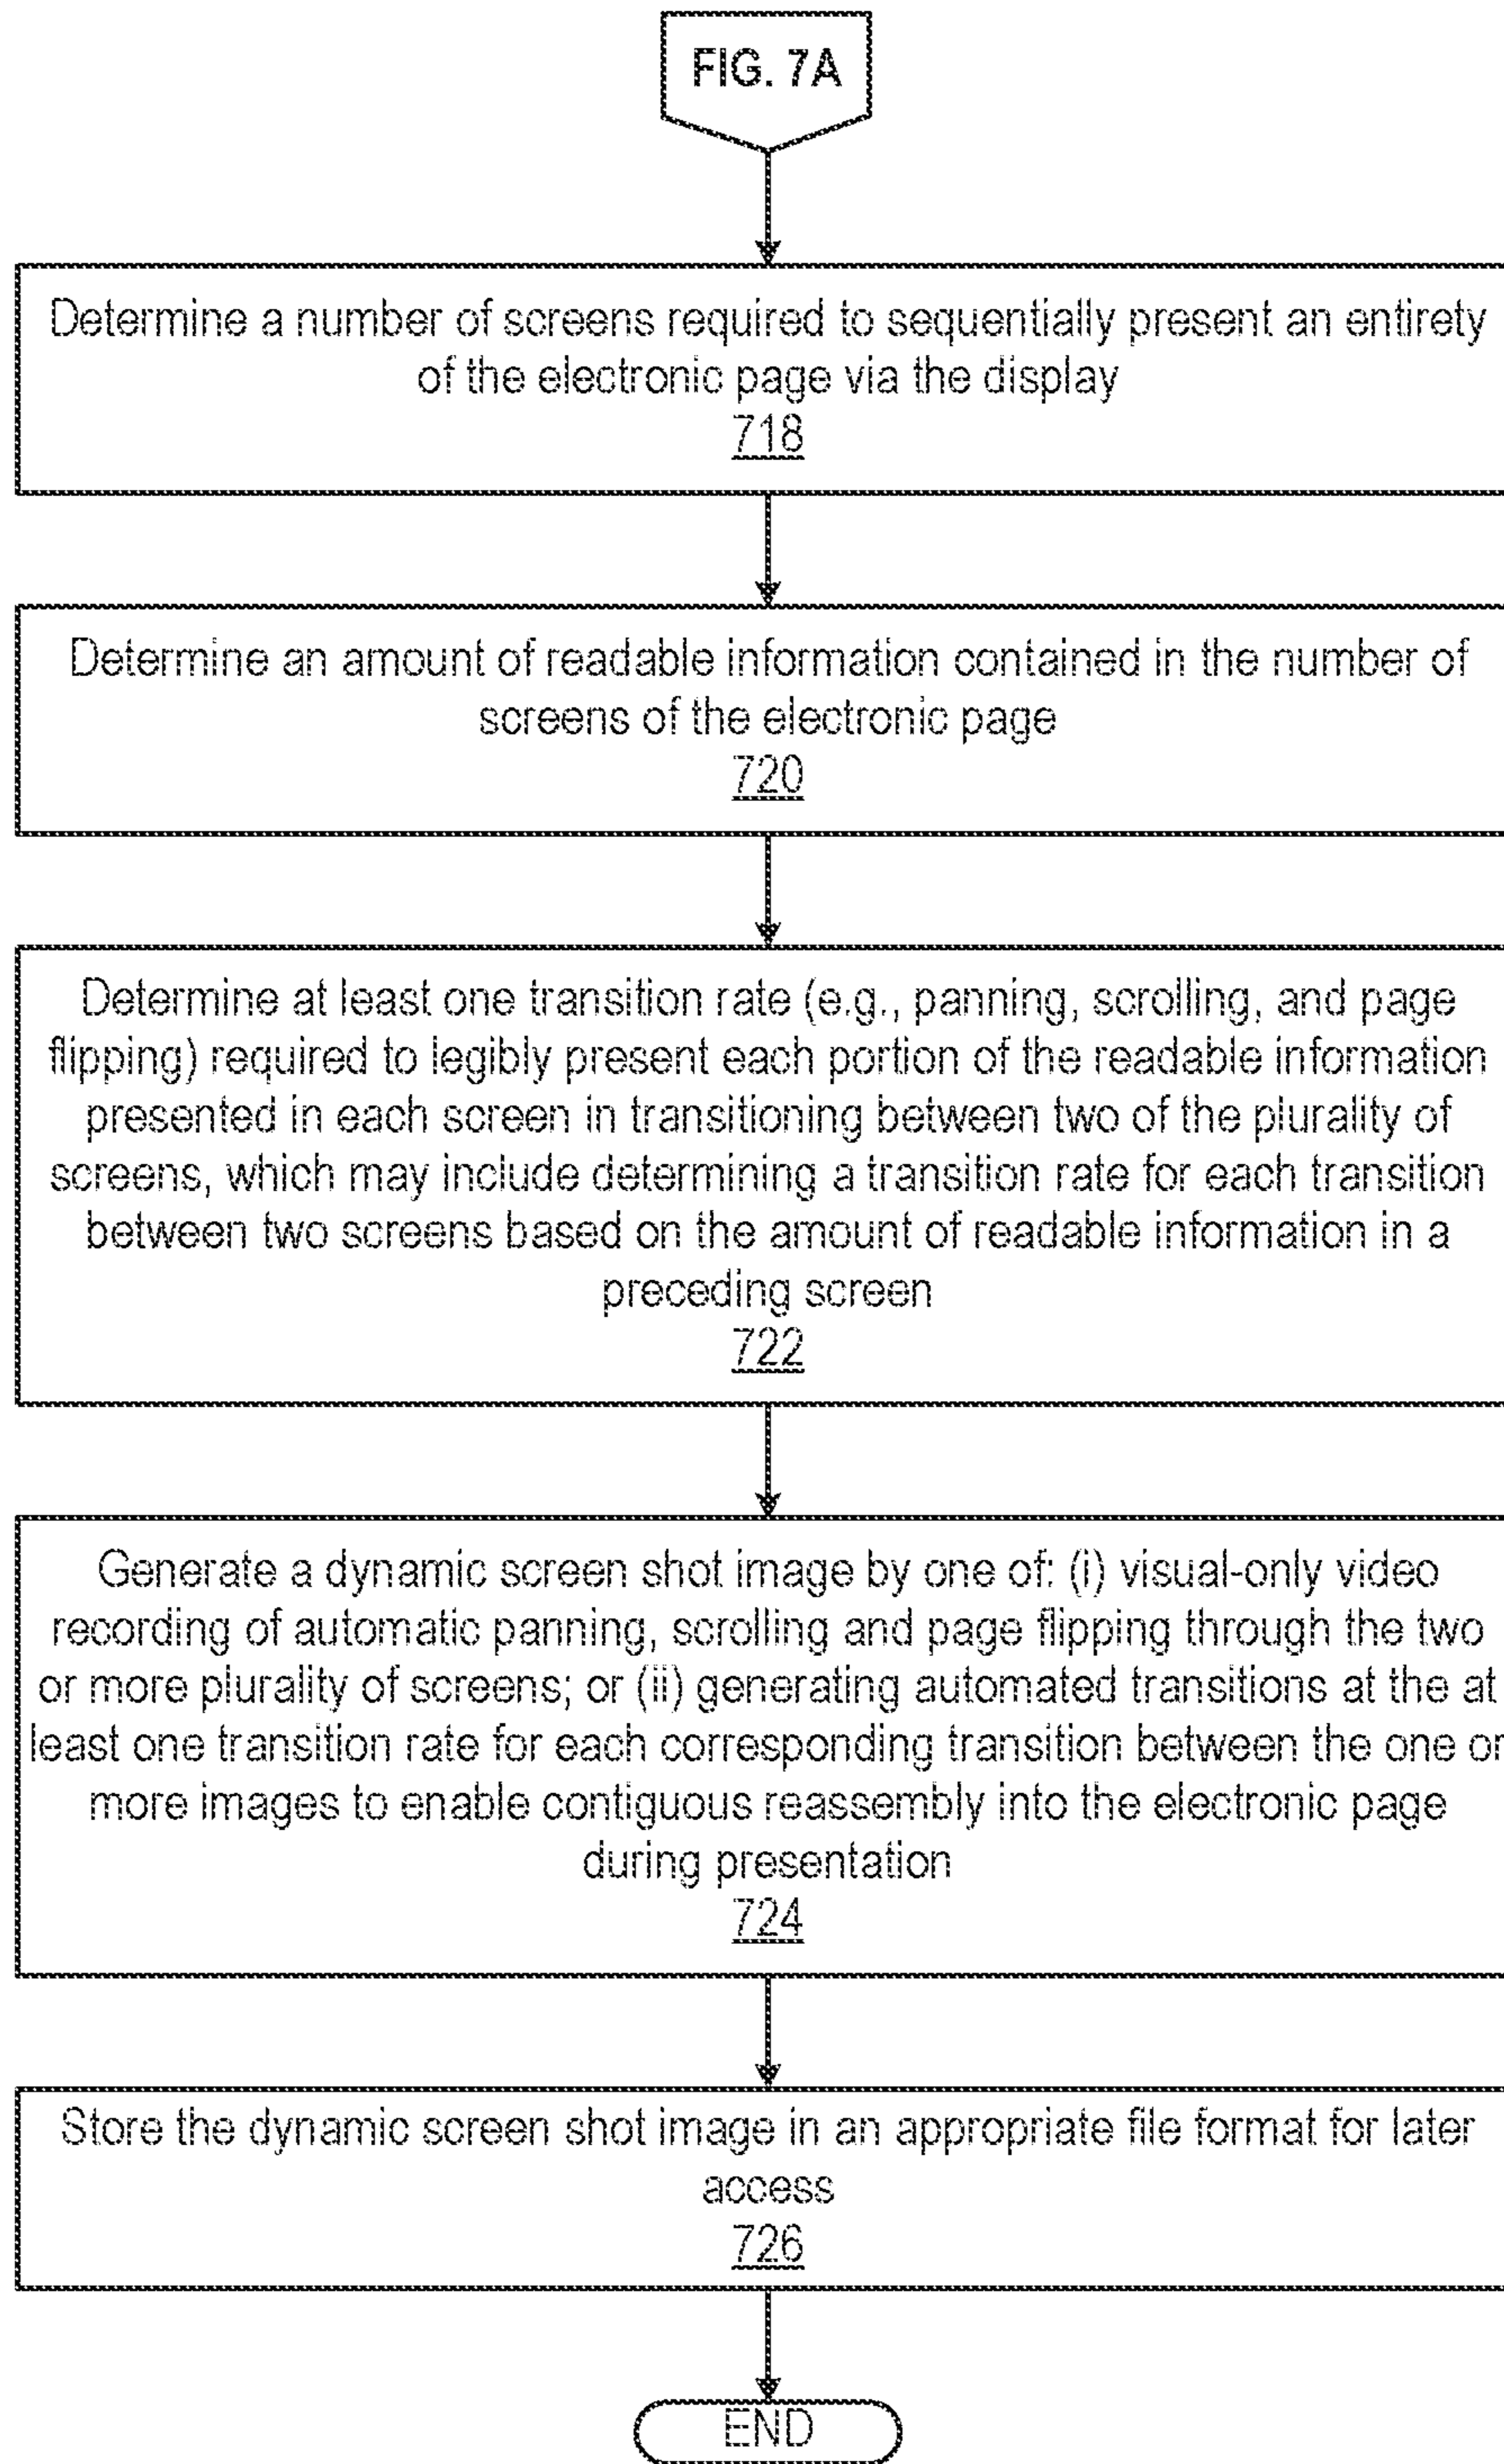 FIG. 7A
Determine a number of screens required to sequentially present an entirety
of the electronic page via the display
718
Determine an amount of readable information contained in the number of
screens of the electronic page
720
Determine at least one transition rate (e.g., panning, scrolling, and page
flipping) required to legibly present each portion of the readable information
presented in each screen in transitioning between two of the plurality of
screens, which may include determining a transition rate for each transition
between two screens based on the amount of readable information in a
preceding screen
722
Generate a dynamic screen shot image by one of: (i) visual-only video
recording of automatic panning, scrolling and page flipping through the two
or more plurality of screens; or (ii) generating automated transitions at the at
least one transition rate for each corresponding transition between the one or
more images to enable contiguous reassembly into the electronic page
during presentation
724
Store the dynamic screen shot image in an appropriate file format for later
access
726
END